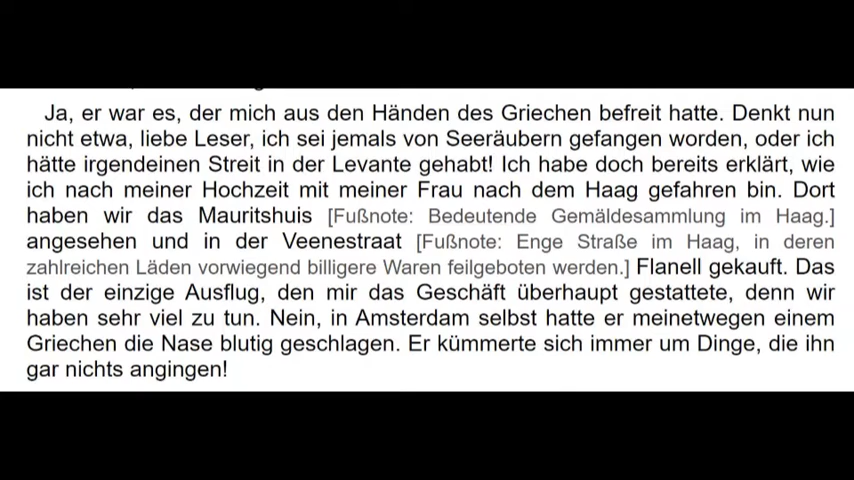 Ja, er war es, der mich aus den Händen des Griechen befreit hatte. Denkt nun
nicht etwa, liebe Leser, ich sei jemals von Seeräubern gefangen worden, oder ich
hätte irgendeinen Streit in der Levante gehabt! Ich habe doch bereits erklärt, wie
ich nach meiner Hochzeit mit meiner Frau nach dem Haag gefahren bin. Dort
haben wir das Mauritshuis [Fußnote: Bedeutende Gemäldesammlung im Haag.]
angesehen und in der Veenestraat [Fußnote: Enge Straße im Haag, in deren
zahlreichen Läden vorwiegend billigere Waren feilgeboten werden.] Flanell gekauft. Das
ist der einzige Ausflug, den mir das Geschäft überhaupt gestattete, denn wir
haben sehr viel zu tun. Nein, in Amsterdam selbst hatte er meinetwegen einem
Griechen die Nase blutig geschlagen. Er kümmerte sich immer um Dinge, die ihn
gar nichts angingen!